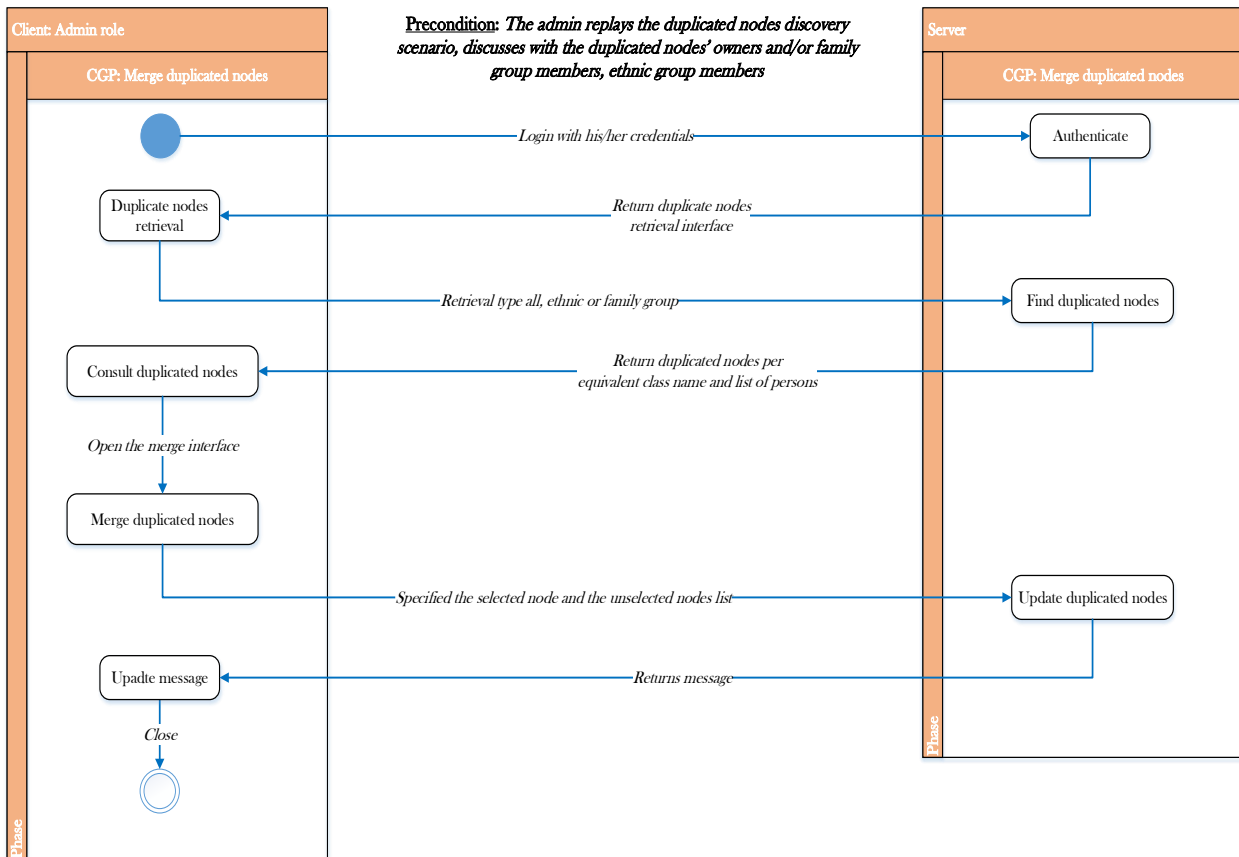 Client: Admin role
CGP: Merge duplicated nodes
Precondition: The admin replays the duplicated nodes discovery
scenario, discusses with the duplicated nodes' owners and/or family
group members, ethnic group members
Server
CGP: Merge duplicated nodes
Login with his/her credentials
Authenticate
Duplicate nodes
retrieval
Return duplicate nodes
retrieval interface
Retrieval type all, ethnic or family group
Find duplicated nodes
Consult duplicated nodes
Return duplicated nodes per
equivalent class name and list of persons
Open the merge interface
Merge duplicated nodes
Specified the selected node and the unselected nodes list
Update duplicated nodes
Upadte message
Returns message
Close
Phase
Phase